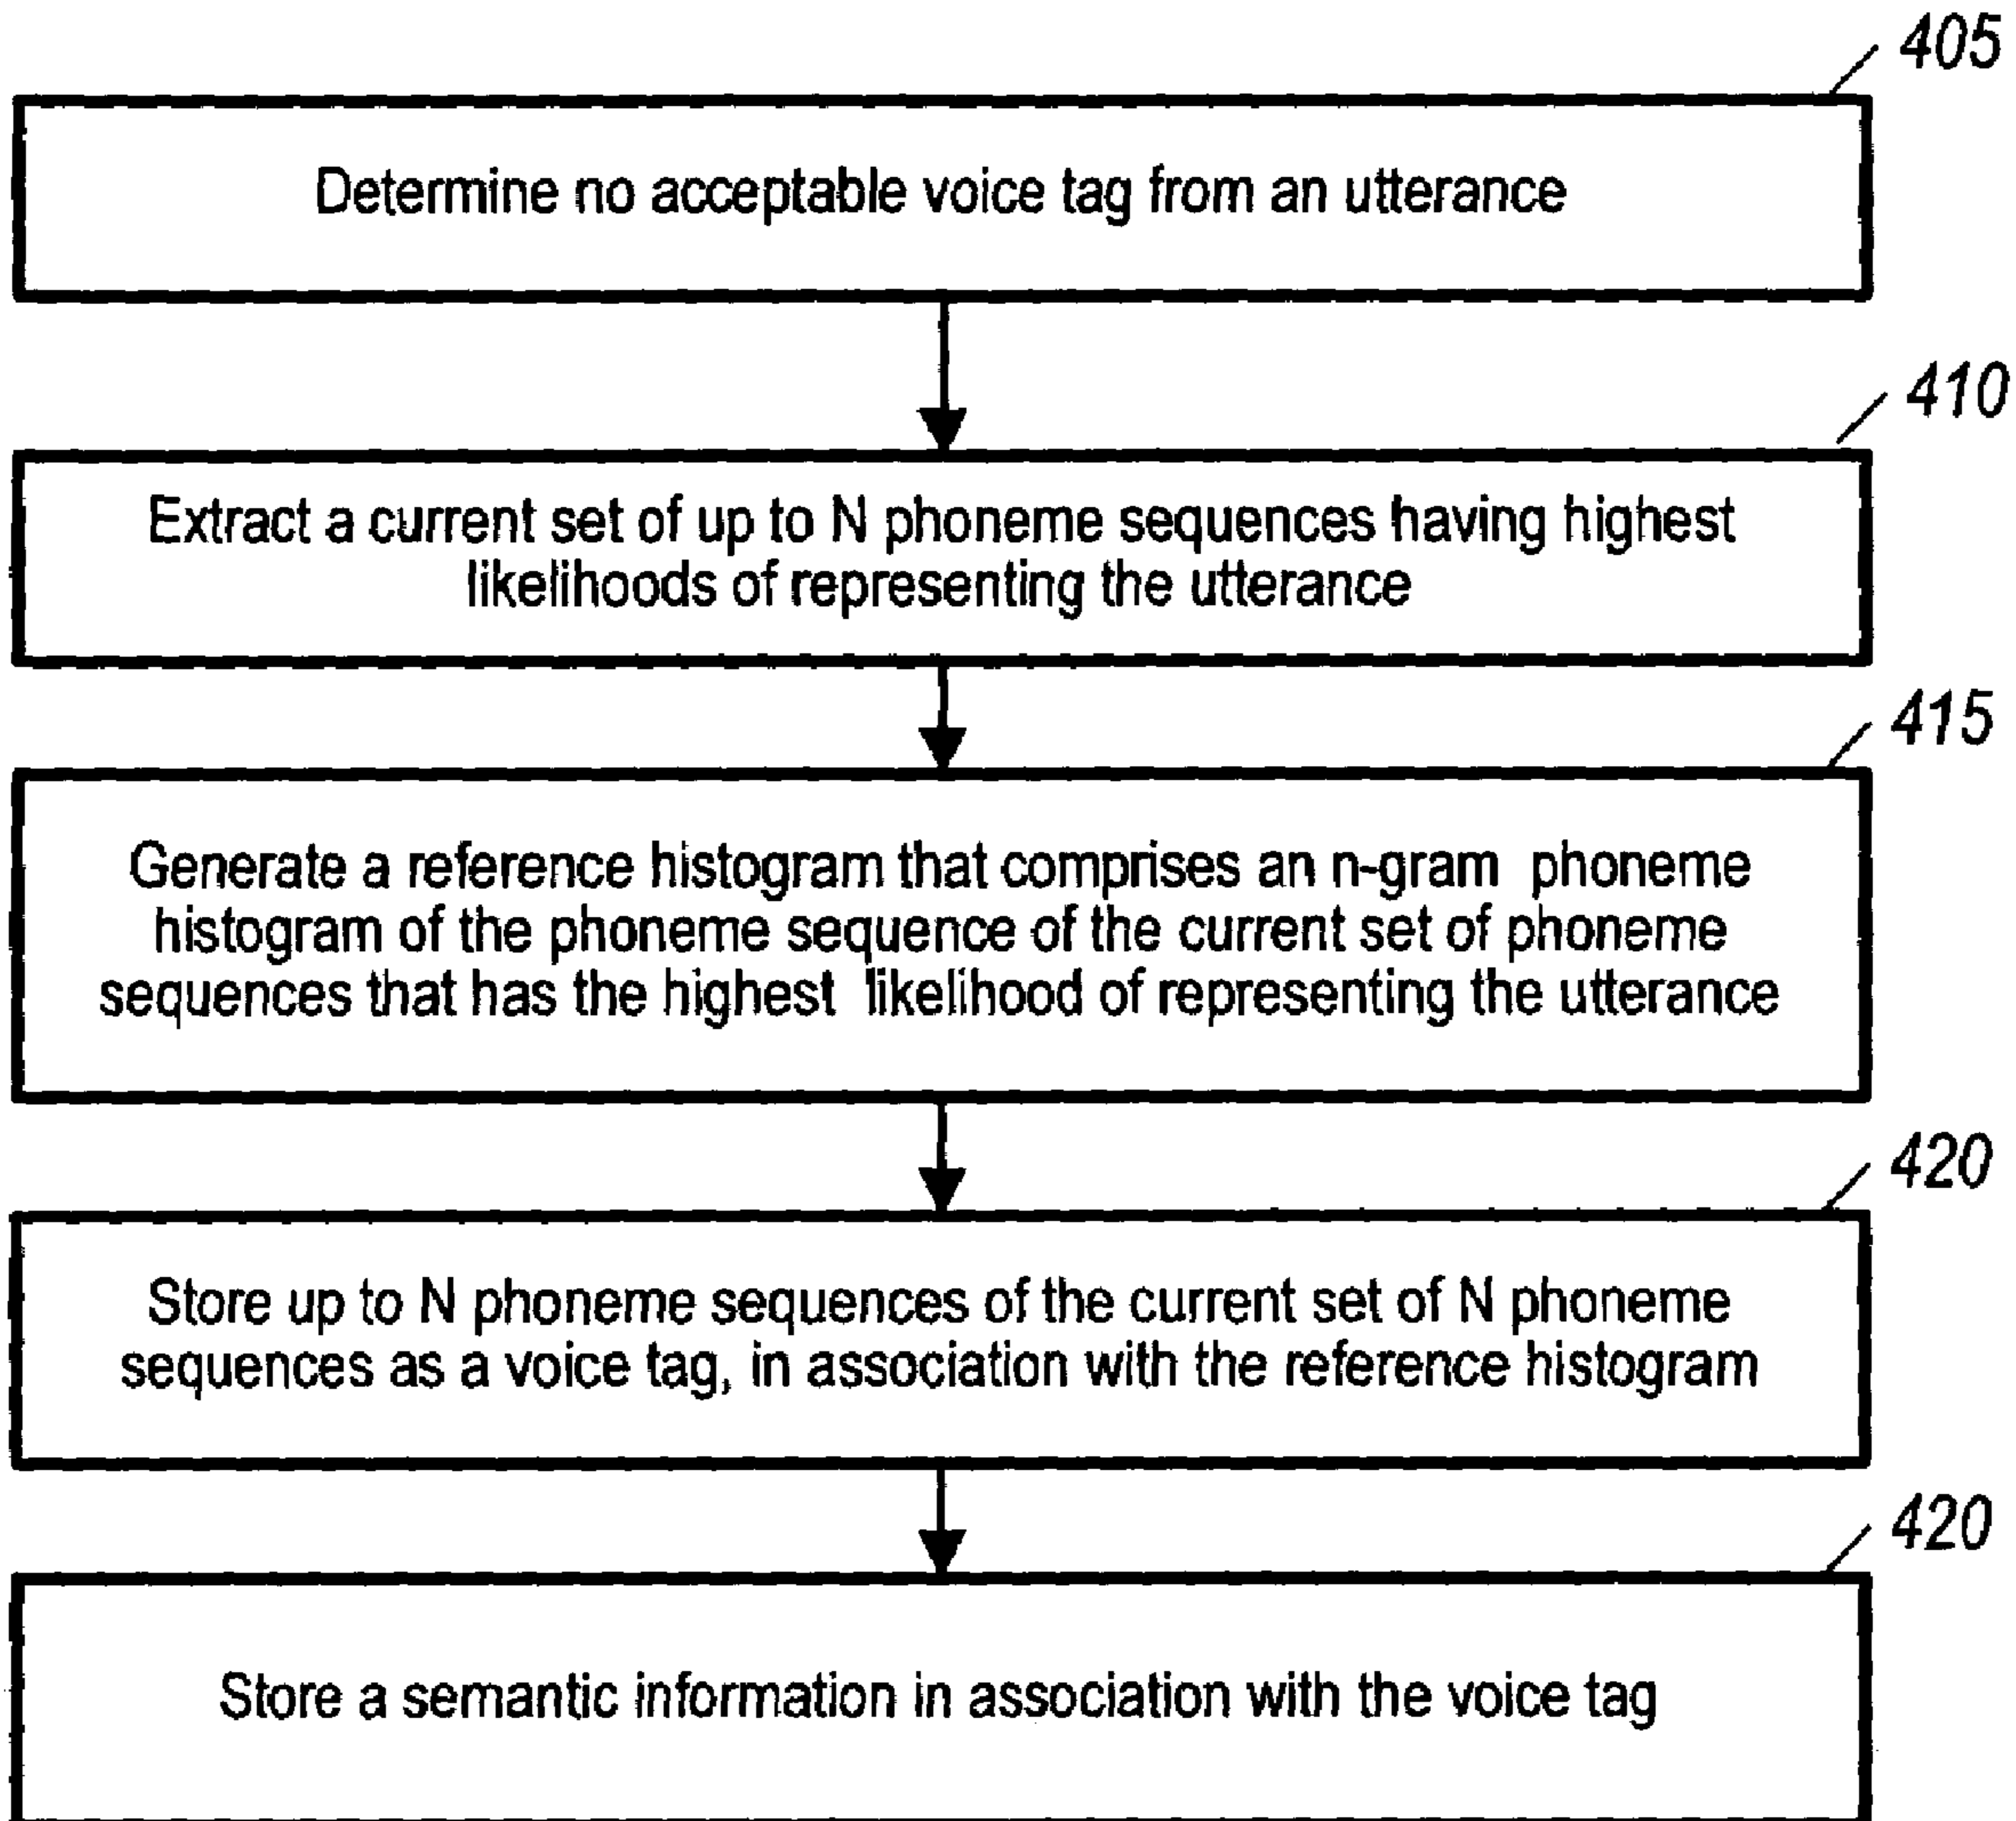 405
Determine no acceptable voice tag from an utterance
410
Extract a current set of up to N phoneme sequences having highest
likelihoods of representing the utterance
415
Generate a reference histogram that comprises an n-gram phoneme
histogram of the phoneme sequence of the current set of phoneme
sequences that has the highest likelihood of representing the utterance
420
Store up to N phoneme sequences of the current set of N phoneme
sequences as a voice tag, in association with the reference histogram
420
Store a semantic information in association with the voice tag